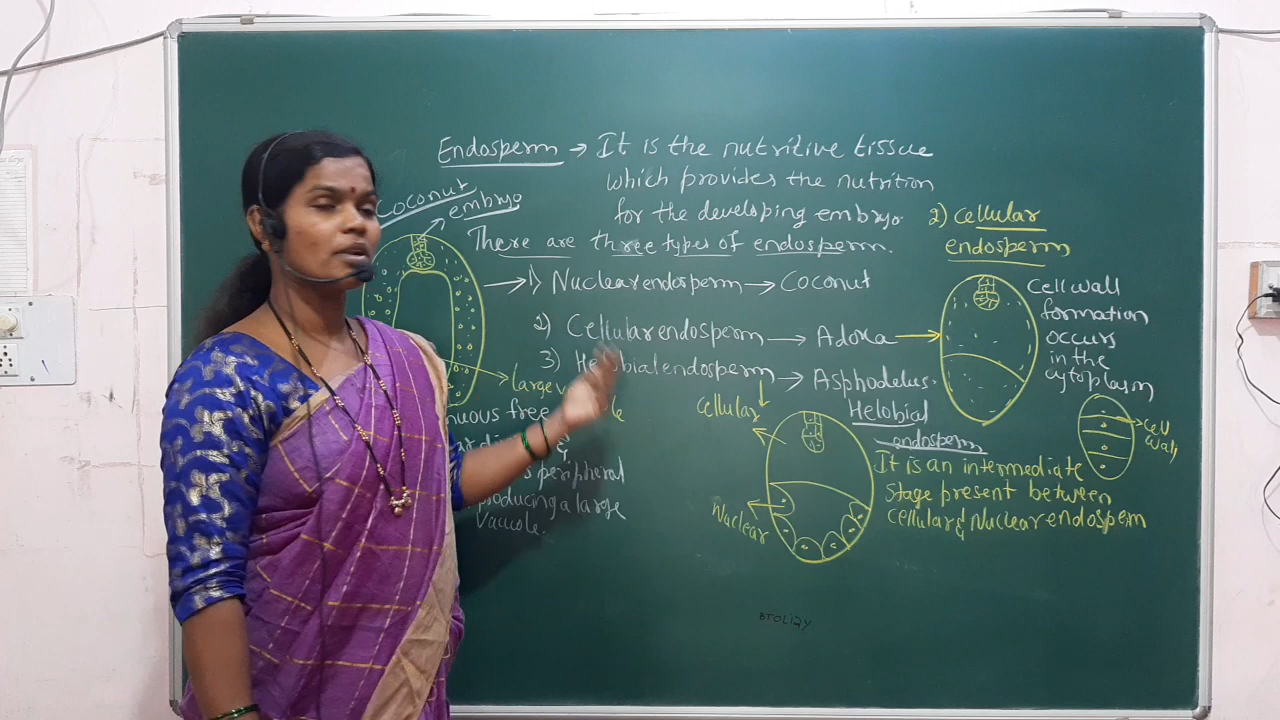 Endosperm → It is the nutritive tissue
which provides the nutrition
for the developing embryo
There are three types of endosperm.
Coconut
embryo
→ 1) Nuclear endosperm → Coconut
2) Cellular endosperm → Adoxa →
3) Helobial endosperm → Asphodelus.
large
nuous free
peripheral
producing a large
Vacuole.
Cellular
Nuclear
Helobial
endosperm
It is an intermediate
stage present between
cellular & Nuclear endosperm
2) cellular
endosperm
Cell wall
formation
occurs
in the
cytoplasm
Cell
wall